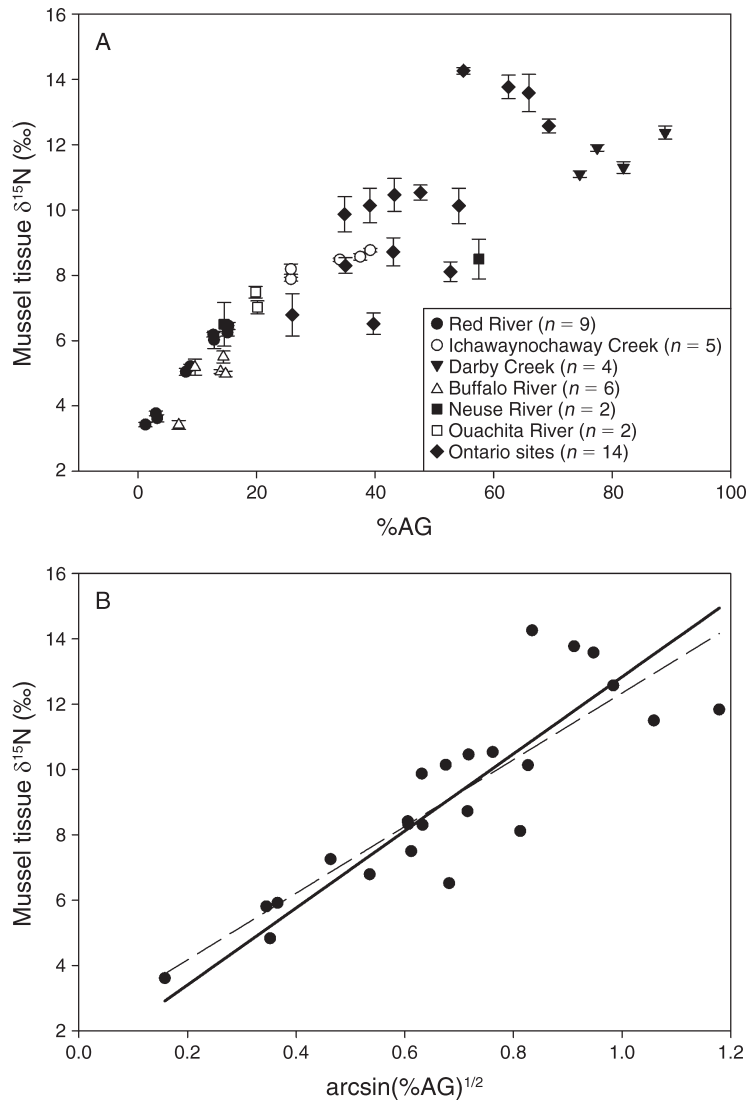 A
16
14
12
10
8
6
4
2
Mussel tissue δ¹⁵N (‰)
Red River (n = 9)
Ichawaynochaway Creek (n = 5)
Darby Creek (n = 4)
Buffalo River (n = 6)
Neuse River (n = 2)
Ouachita River (n = 2)
Ontario sites (n = 14)
0 20 40 60 80 100
%AG
B
16
14
12
10
8
6
4
2
Mussel tissue δ¹⁵N (‰)
0.0 0.2 0.4 0.6 0.8 1.0 1.2
arcsin(%AG)¹ᐟ²